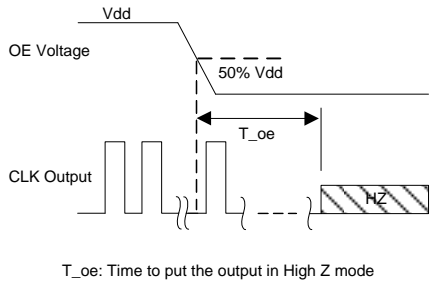 Vdd
OE Voltage
50% Vdd
T_oe
CLK Output
HZ
T_oe: Time to put the output in High Z mode